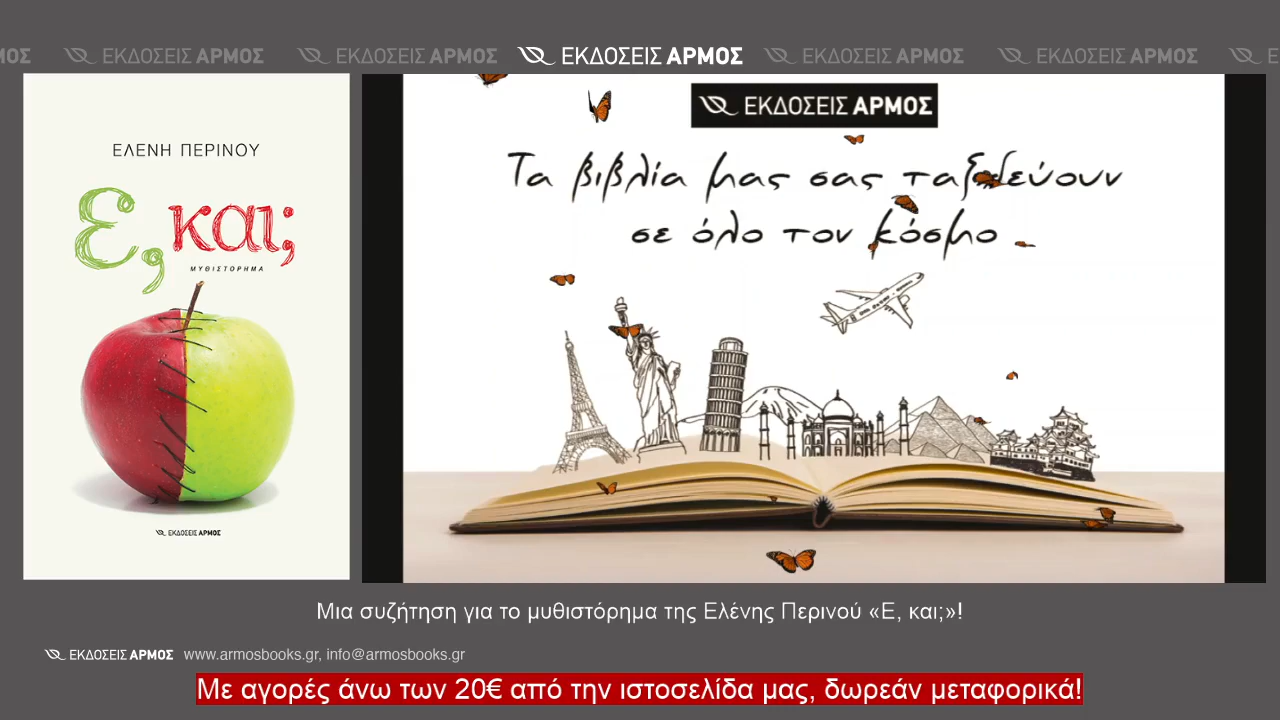 ΜΟΣ ΕΚΔΟΣΕΙΣ ΑΡΜΟΣ ΕΚΔΟΣΕΙΣ ΑΡΜΟΣ ΕΚΔΟΣΕΙΣ ΑΡΜΟΣ ΕΚΔΟΣΕΙΣ ΑΡΜΟΣ ΕΚΔΟΣΕΙΣ ΑΡΜΟΣ Ε
ΕΛΕΝΗ ΠΕΡΙΝΟΥ
Ε, και;
ΜΥΘΙΣΤΟΡΗΜΑ
ΕΚΔΟΣΕΙΣ ΑΡΜΟΣ
ΕΚΔΟΣΕΙΣ ΑΡΜΟΣ
Τα βιβλία μας σας ταξιδεύουν
σε όλο τον κόσμο
Μια συζήτηση για το μυθιστόρημα της Ελένης Περινού «Ε, και;»!
ΕΚΔΟΣΕΙΣ ΑΡΜΟΣ www.armosbooks.gr, info@armosbooks.gr
Με αγορές άνω των 20€ από την ιστοσελίδα μας, δωρεάν μεταφορικά!